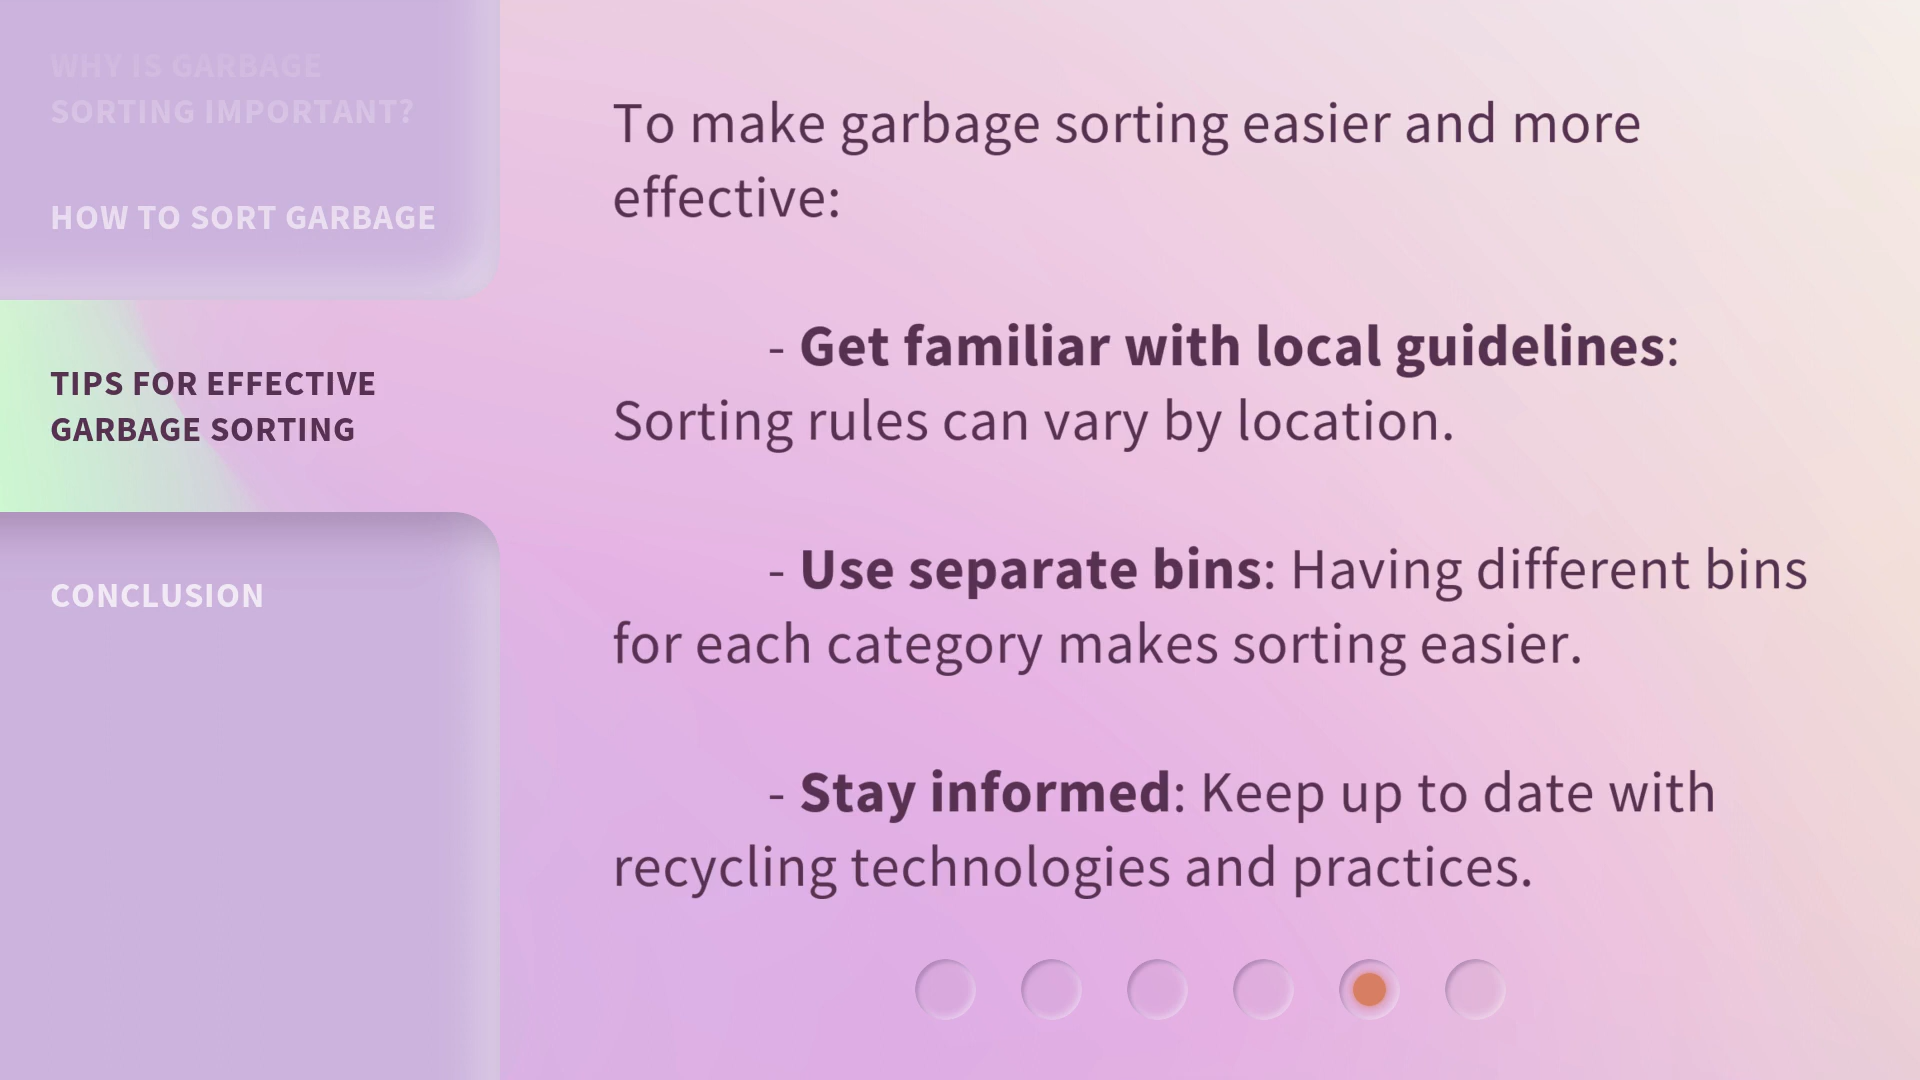 WHY IS GARBAGE
SORTING IMPORTANT?
HOW TO SORT GARBAGE
TIPS FOR EFFECTIVE
GARBAGE SORTING
CONCLUSION
To make garbage sorting easier and more
effective:
- Get familiar with local guidelines:
Sorting rules can vary by location.
- Use separate bins: Having different bins
for each category makes sorting easier.
- Stay informed: Keep up to date with
recycling technologies and practices.